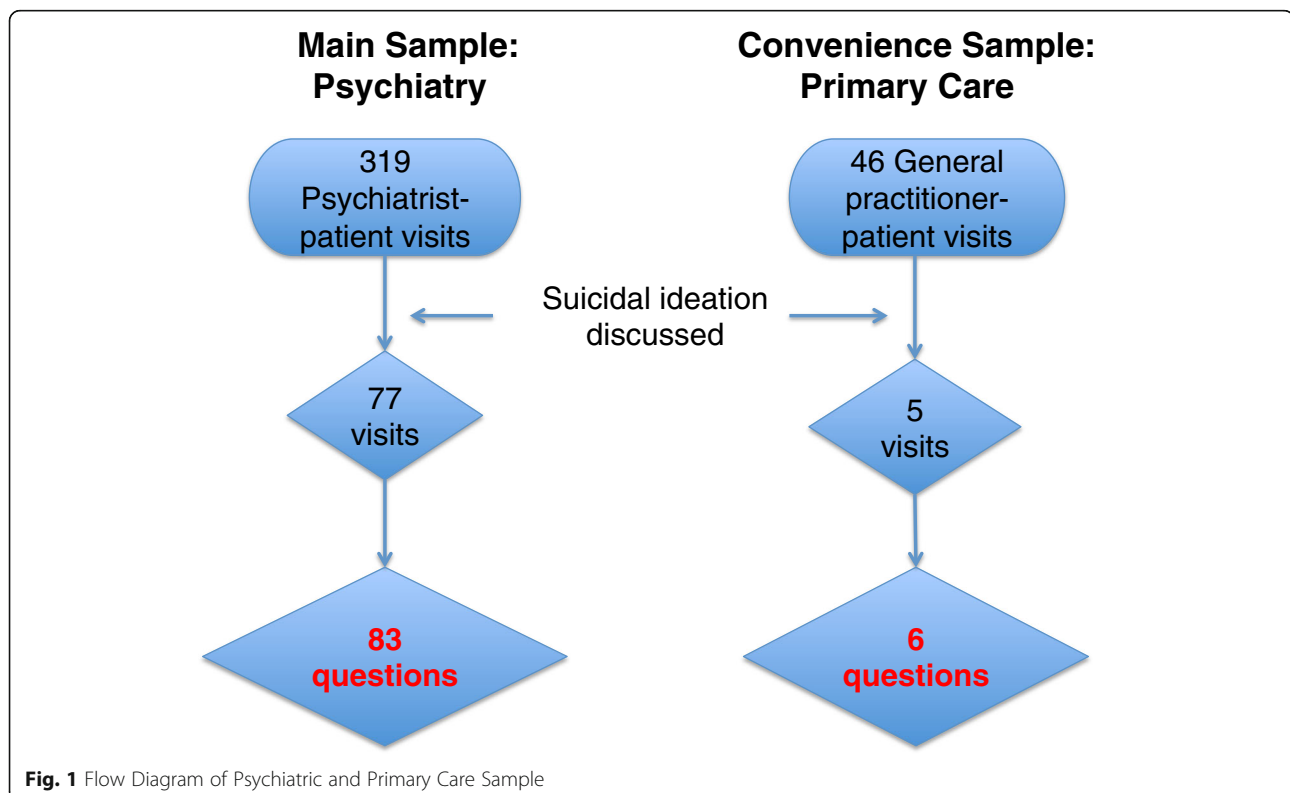 Main Sample:
Psychiatry
319
Psychiatrist-
patient visits
77
visits
83
questions
Convenience Sample:
Primary Care
46 General
practitioner-
patient visits
Suicidal ideation
discussed
5
visits
6
questions
Fig. 1 Flow Diagram of Psychiatric and Primary Care Sample